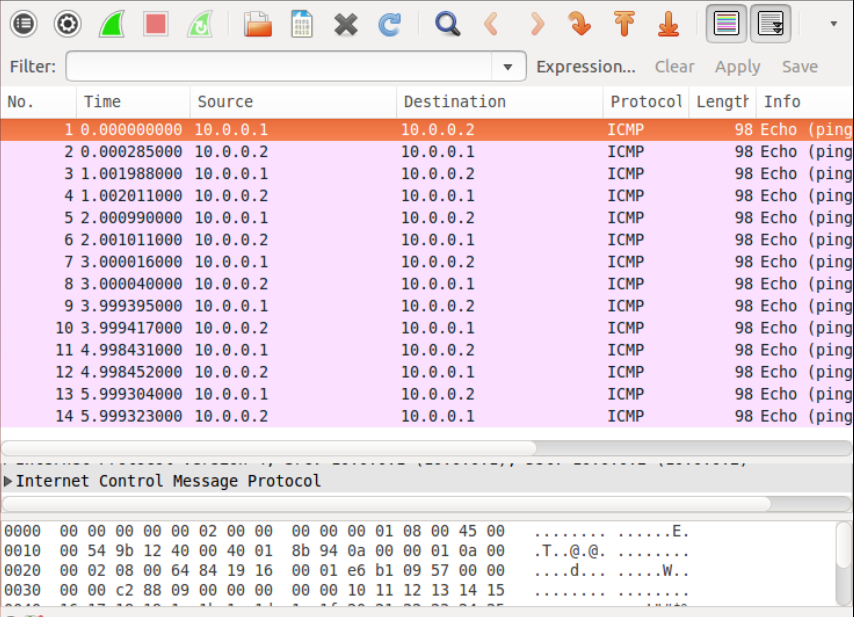 Filter: Expression... Clear Apply Save
No. Time Source Destination Protocol Length Info
1 0.000000000 10.0.0.1 10.0.0.2 ICMP 98 Echo (ping
2 0.000285000 10.0.0.2 10.0.0.1 ICMP 98 Echo (ping
3 1.001988000 10.0.0.1 10.0.0.2 ICMP 98 Echo (ping
4 1.002011000 10.0.0.2 10.0.0.1 ICMP 98 Echo (ping
5 2.000990000 10.0.0.1 10.0.0.2 ICMP 98 Echo (ping
6 2.001011000 10.0.0.2 10.0.0.1 ICMP 98 Echo (ping
7 3.000016000 10.0.0.1 10.0.0.2 ICMP 98 Echo (ping
8 3.000040000 10.0.0.2 10.0.0.1 ICMP 98 Echo (ping
9 3.999395000 10.0.0.1 10.0.0.2 ICMP 98 Echo (ping
10 3.999417000 10.0.0.2 10.0.0.1 ICMP 98 Echo (ping
11 4.998431000 10.0.0.1 10.0.0.2 ICMP 98 Echo (ping
12 4.998452000 10.0.0.2 10.0.0.1 ICMP 98 Echo (ping
13 5.999304000 10.0.0.1 10.0.0.2 ICMP 98 Echo (ping
14 5.999323000 10.0.0.2 10.0.0.1 ICMP 98 Echo (ping
Internet Control Message Protocol
0000 00 00 00 00 00 02 00 00 00 00 00 01 08 00 45 00 ........ ......E.
0010 00 54 9b 12 40 00 40 01 8b 94 0a 00 00 01 0a 00 .T..@.@. ........
0020 00 02 08 00 64 84 19 16 00 01 e6 b1 09 57 00 00 ....d... .....W..
0030 00 00 c2 88 09 00 00 00 00 00 10 11 12 13 14 15 ........ ........